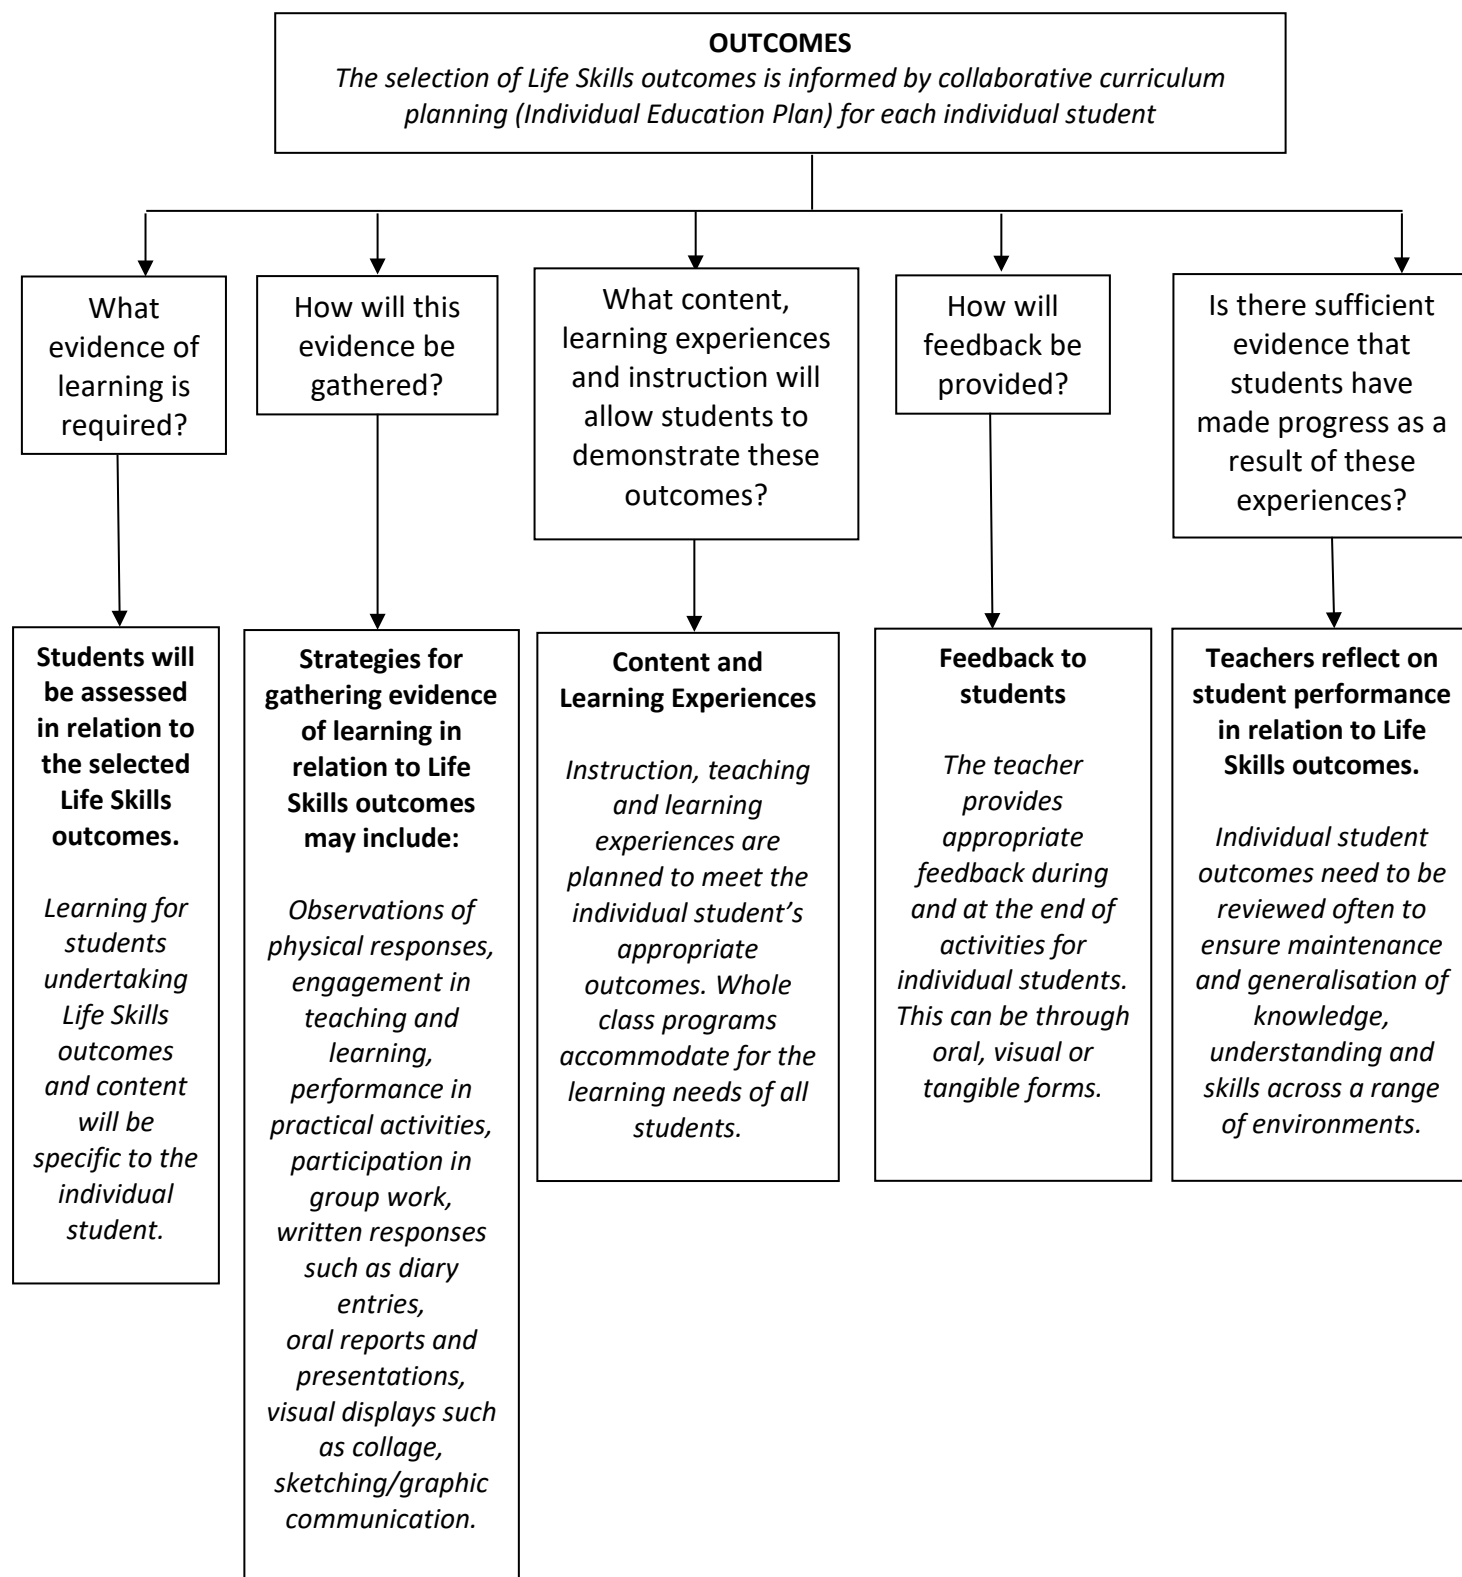 OUTCOMES
The selection of Life Skills outcomes is informed by collaborative curriculum
planning (Individual Education Plan) for each individual student
What
evidence of
learning is
required?
How will this
evidence be
gathered?
What content,
learning experiences
and instruction will
allow students to
demonstrate these
outcomes?
How will
feedback be
provided?
Is there sufficient
evidence that
students have
made progress as a
result of these
experiences?
Students will
be assessed
in relation to
the selected
Life Skills
outcomes.
Learning for
students
undertaking
Life Skills
outcomes
and content
will be
specific to the
individual
student.
Strategies for
gathering evidence
of learning in
relation to Life
Skills outcomes
may include:
Observations of
physical responses,
engagement in
teaching and
learning,
performance in
practical activities,
participation in
group work,
written responses
such as diary
entries,
oral reports and
presentations,
visual displays such
as collage,
sketching/graphic
communication.
Content and
Learning Experiences
Instruction, teaching
and learning
experiences are
planned to meet the
individual student’s
appropriate
outcomes. Whole
class programs
accommodate for the
learning needs of all
students.
Feedback to
students
The teacher
provides
appropriate
feedback during
and at the end of
activities for
individual students.
This can be through
oral, visual or
tangible forms.
Teachers reflect on
student performance
in relation to Life
Skills outcomes.
Individual student
outcomes need to be
reviewed often to
ensure maintenance
and generalisation of
knowledge,
understanding and
skills across a range
of environments.